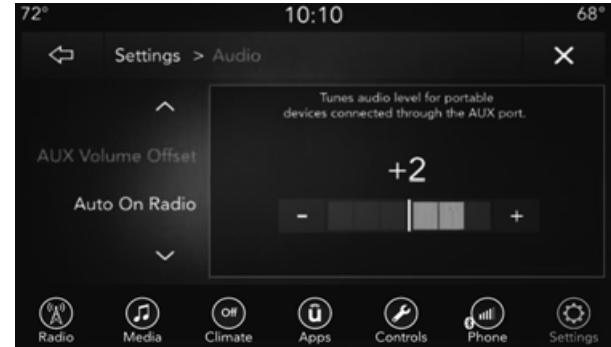 72° 10:10 68°
Settings > Audio
Tunes audio level for portable
devices connected through the AUX port.
AUX Volume Offset
+2
Auto On Radio
- +
Off û
Radio Media Climate Apps Controls Phone Settings